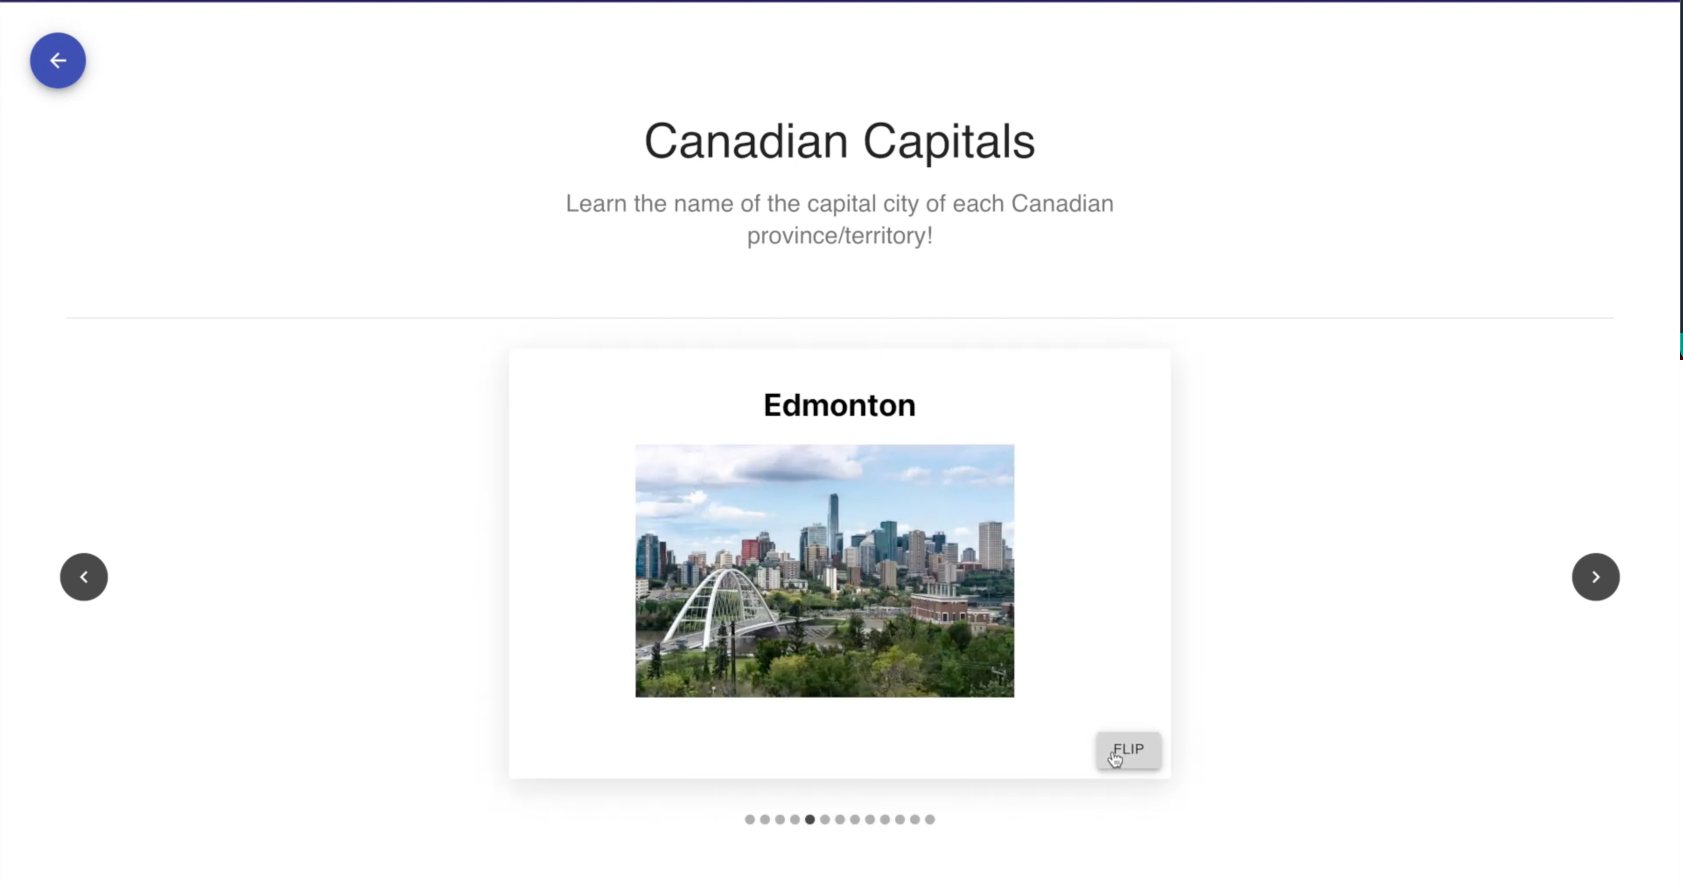 Canadian Capitals
Learn the name of the capital city of each Canadian
province/territory!
Edmonton
FLIP